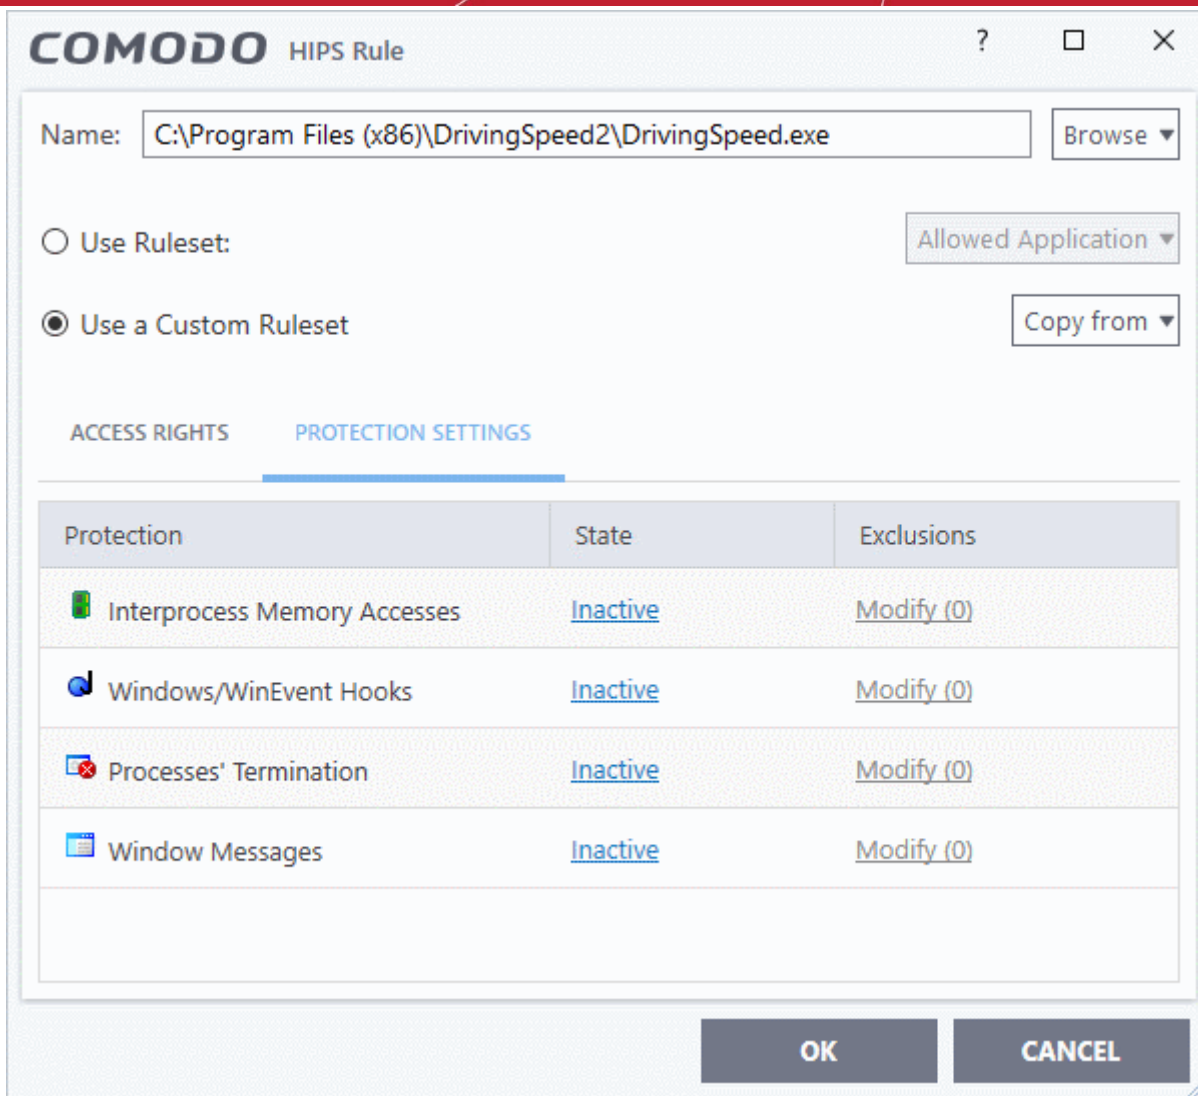 COMODO HIPS Rule ?
Name: C:\Program Files (x86)\DrivingSpeed2\DrivingSpeed.exe Browse
Use Ruleset: Allowed Application
Use a Custom Ruleset Copy from
ACCESS RIGHTS PROTECTION SETTINGS
Protection State Exclusions
Interprocess Memory Accesses Inactive Modify (0)
Windows/WinEvent Hooks Inactive Modify (0)
Processes' Termination Inactive Modify (0)
Window Messages Inactive Modify (0)
OK CANCEL